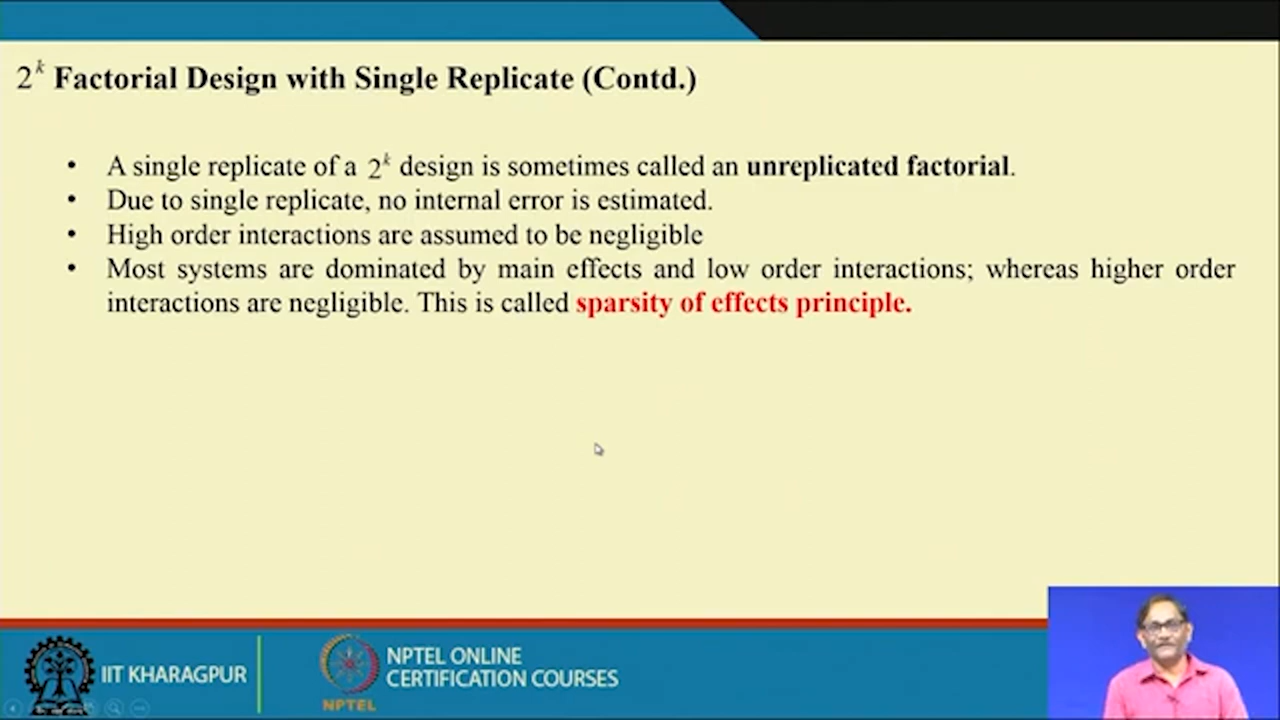 2^k Factorial Design with Single Replicate (Contd.)
• A single replicate of a 2^k design is sometimes called an unreplicated factorial.
• Due to single replicate, no internal error is estimated.
• High order interactions are assumed to be negligible
• Most systems are dominated by main effects and low order interactions; whereas higher order
interactions are negligible. This is called sparsity of effects principle.
IIT KHARAGPUR
NPTEL
NPTEL ONLINE
CERTIFICATION COURSES